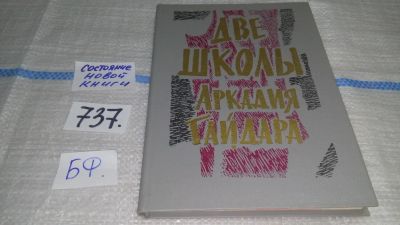 СОСТОЯНИЕ
НОВОЙ
КНИГИ
737.
БФ.
ДВЕ
ШКОЛЫ
АРКАДИЯ
ГАЙДАРА